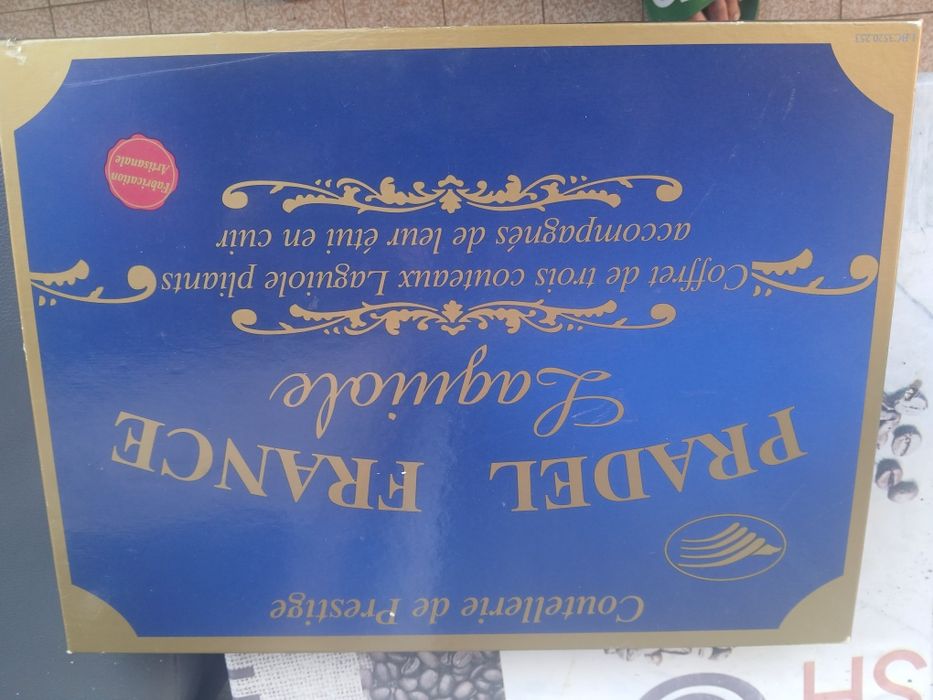 Coutellerie de Prestige
PRADEL FRANCE
Laguiole
Coffret de trois couteaux Laguiole pliants
accompagnés de leur étui en cuir
Fabrication
Artisanale
SH